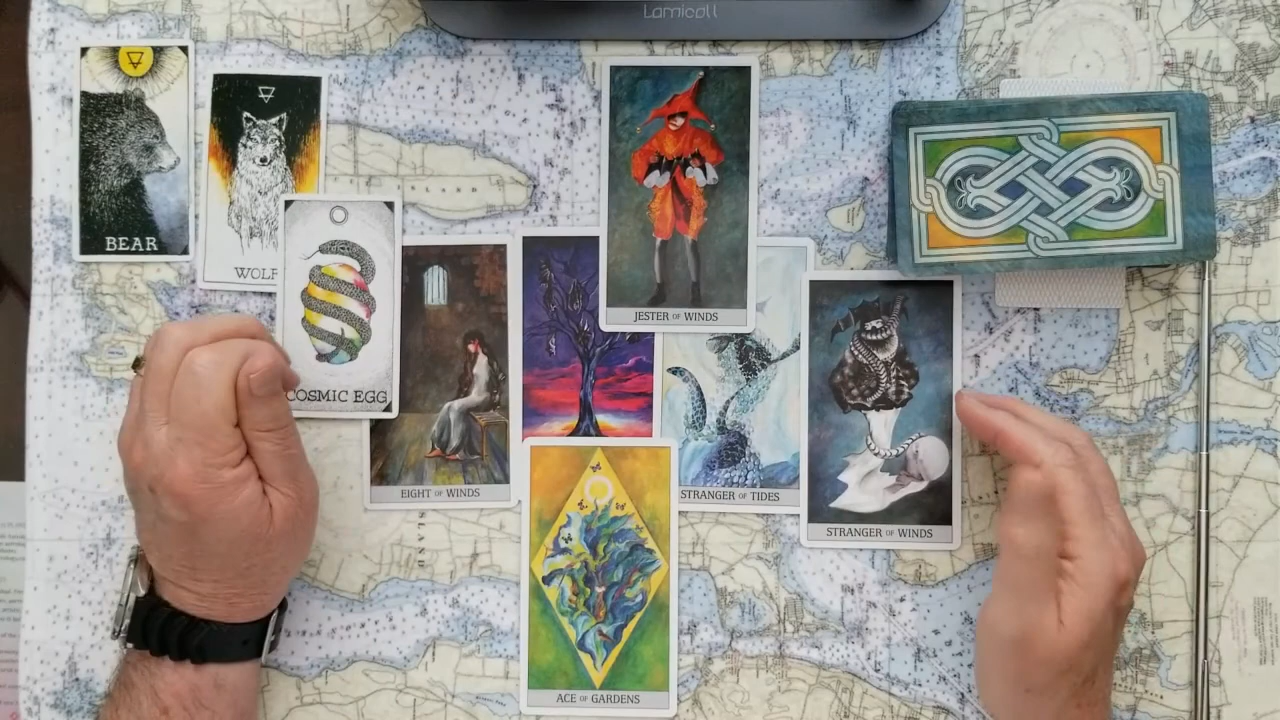 Lamicall
BEAR
WOLF
COSMIC EGG
EIGHT OF WINDS
JESTER OF WINDS
STRANGER OF TIDES
STRANGER OF WINDS
ACE OF GARDENS
ISLAND